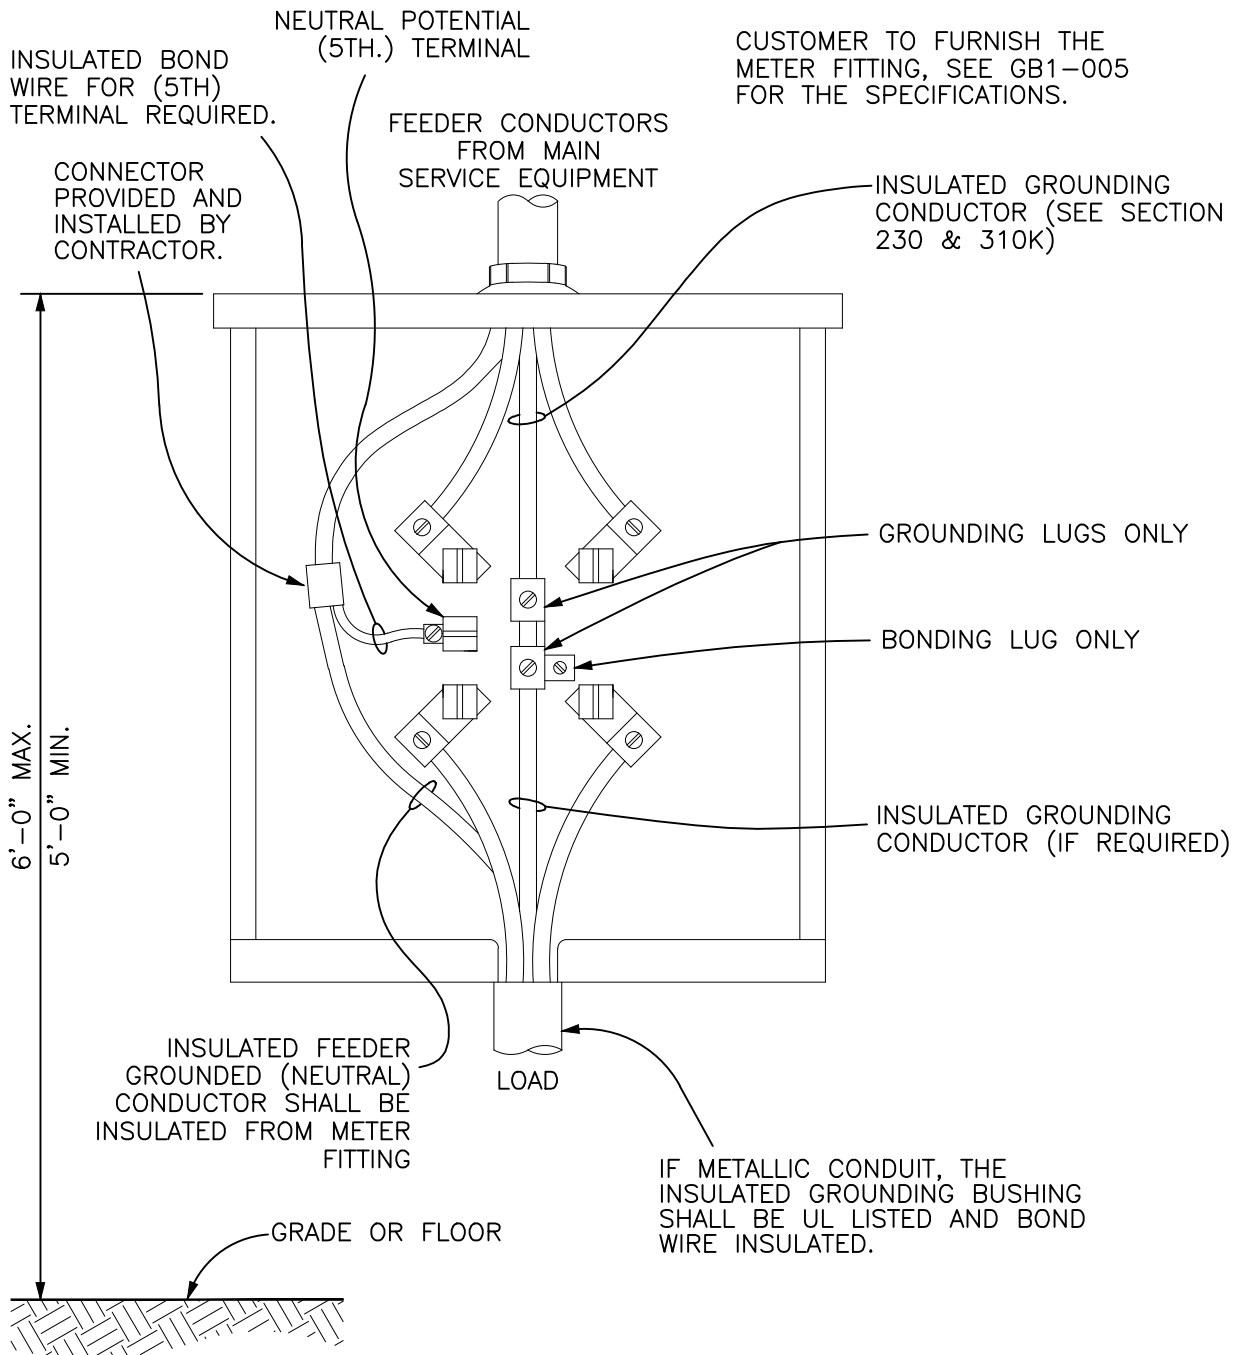 NEUTRAL POTENTIAL
(5TH.) TERMINAL
INSULATED BOND
WIRE FOR (5TH)
TERMINAL REQUIRED.
CUSTOMER TO FURNISH THE
METER FITTING, SEE GB1-005
FOR THE SPECIFICATIONS.
FEEDER CONDUCTORS
FROM MAIN
SERVICE EQUIPMENT
CONNECTOR
PROVIDED AND
INSTALLED BY
CONTRACTOR.
INSULATED GROUNDING
CONDUCTOR (SEE SECTION
230 & 310K)
GROUNDING LUGS ONLY
BONDING LUG ONLY
6'-0" MAX.
5'-0" MIN.
INSULATED GROUNDING
CONDUCTOR (IF REQUIRED)
INSULATED FEEDER
GROUNDED (NEUTRAL)
CONDUCTOR SHALL BE
INSULATED FROM METER
FITTING
LOAD
IF METALLIC CONDUIT, THE
INSULATED GROUNDING BUSHING
SHALL BE UL LISTED AND BOND
WIRE INSULATED.
GRADE OR FLOOR